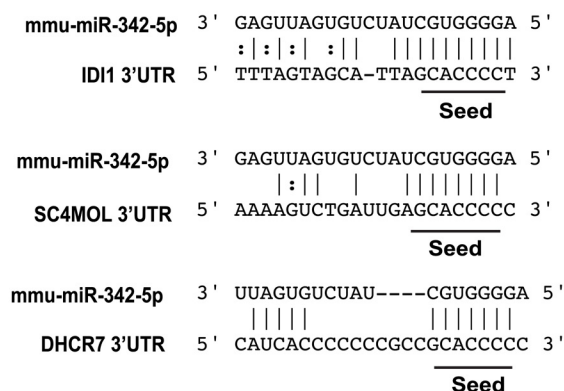 mmu-miR-342-5p 3' GAGUUAGUGUCUAUCGUGGGGA 5'
:|:|:| :|| ||||||||||
IDI1 3'UTR 5' TTTAGTAGCA-TTAGCACCCCT 3'
Seed
mmu-miR-342-5p 3' GAGUUAGUGUCUAUCGUGGGGA 5'
|:|| | ||||||||
SC4MOL 3'UTR 5' AAAAGUCTGAUUGAGCACCCCC 3'
Seed
mmu-miR-342-5p 3' UUAGUGUCUAU----CGUGGGGA 5'
||||| |||||||
DHCR7 3'UTR 5' CAUCACCCCCCCGCCGCACCCCC 3'
Seed